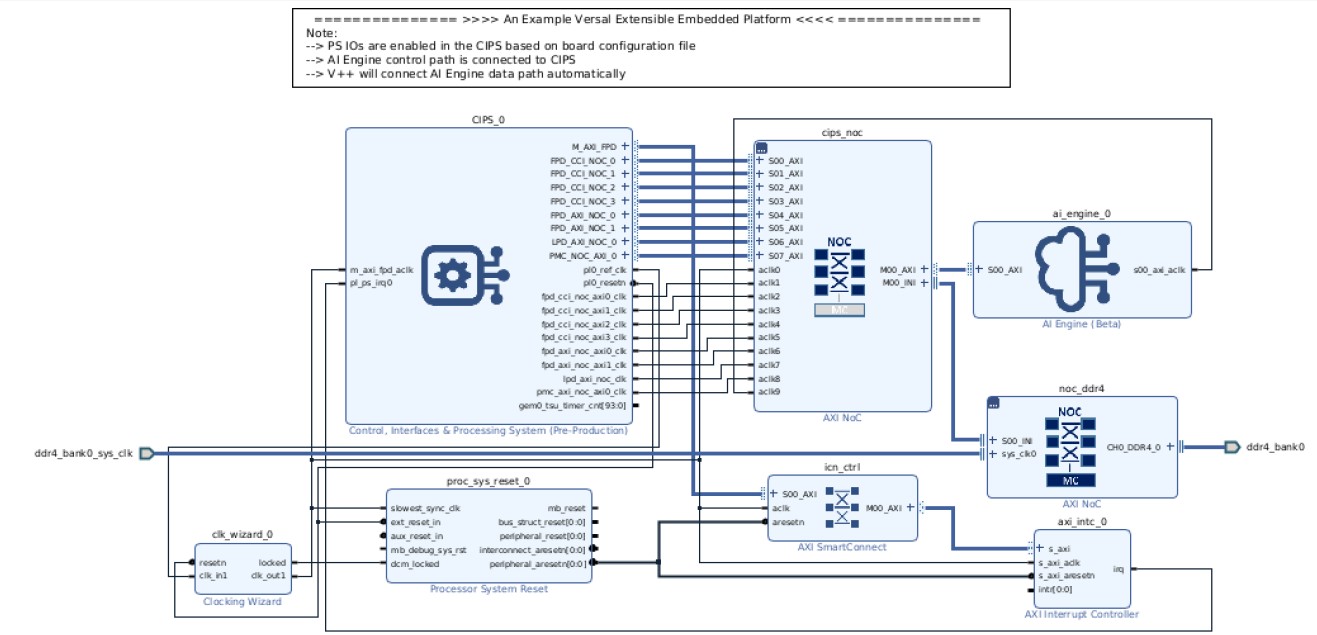 =============== >>>> An Example Versal Extensible Embedded Platform <<<< ===============
Note:
--> PS IOs are enabled in the CIPS based on board configuration file
--> AI Engine control path is connected to CIPS
--> V++ will connect AI Engine data path automatically
CIPS_0
M_AXI_FPD
FPD_CCI_NOC_0
FPD_CCI_NOC_1
FPD_CCI_NOC_2
FPD_CCI_NOC_3
FPD_AXI_NOC_0
FPD_AXI_NOC_1
LPD_AXI_NOC_0
PMC_NOC_AXI_0
m_axi_fpd_aclk
pl_ps_irq0
pl0_ref_clk
pl0_resetn
fpd_cci_noc_axi0_clk
fpd_cci_noc_axi1_clk
fpd_cci_noc_axi2_clk
fpd_cci_noc_axi3_clk
fpd_axi_noc_axi0_clk
fpd_axi_noc_axi1_clk
lpd_axi_noc_clk
pmc_axi_noc_axi0_clk
gem0_tsu_timer_cnt[93:0]
Control, Interfaces & Processing System (Pre-Production)
cips_noc
S00_AXI
S01_AXI
S02_AXI
S03_AXI
S04_AXI
S05_AXI
S06_AXI
S07_AXI
aclk0
aclk1
aclk2
aclk3
aclk4
aclk5
aclk6
aclk7
aclk8
aclk9
NOC
MC
M00_AXI
M00_INI
AXI NoC
ai_engine_0
S00_AXI
s00_axi_aclk
AI Engine (Beta)
noc_ddr4
NOC
S00_INI
sys_clk0
CH0_DDR4_0
MC
AXI NoC
ddr4_bank0
ddr4_bank0_sys_clk
icn_ctrl
S00_AXI
aclk
aresetn
M00_AXI
AXI SmartConnect
proc_sys_reset_0
slowest_sync_clk
ext_reset_in
aux_reset_in
mb_debug_sys_rst
dcm_locked
mb_reset
bus_struct_reset[0:0]
peripheral_reset[0:0]
interconnect_aresetn[0:0]
peripheral_aresetn[0:0]
Processor System Reset
clk_wizard_0
resetn
clk_in1
locked
clk_out1
Clocking Wizard
axi_intc_0
s_axi
s_axi_aclk
s_axi_aresetn
intr[0:0]
irq
AXI Interrupt Controller